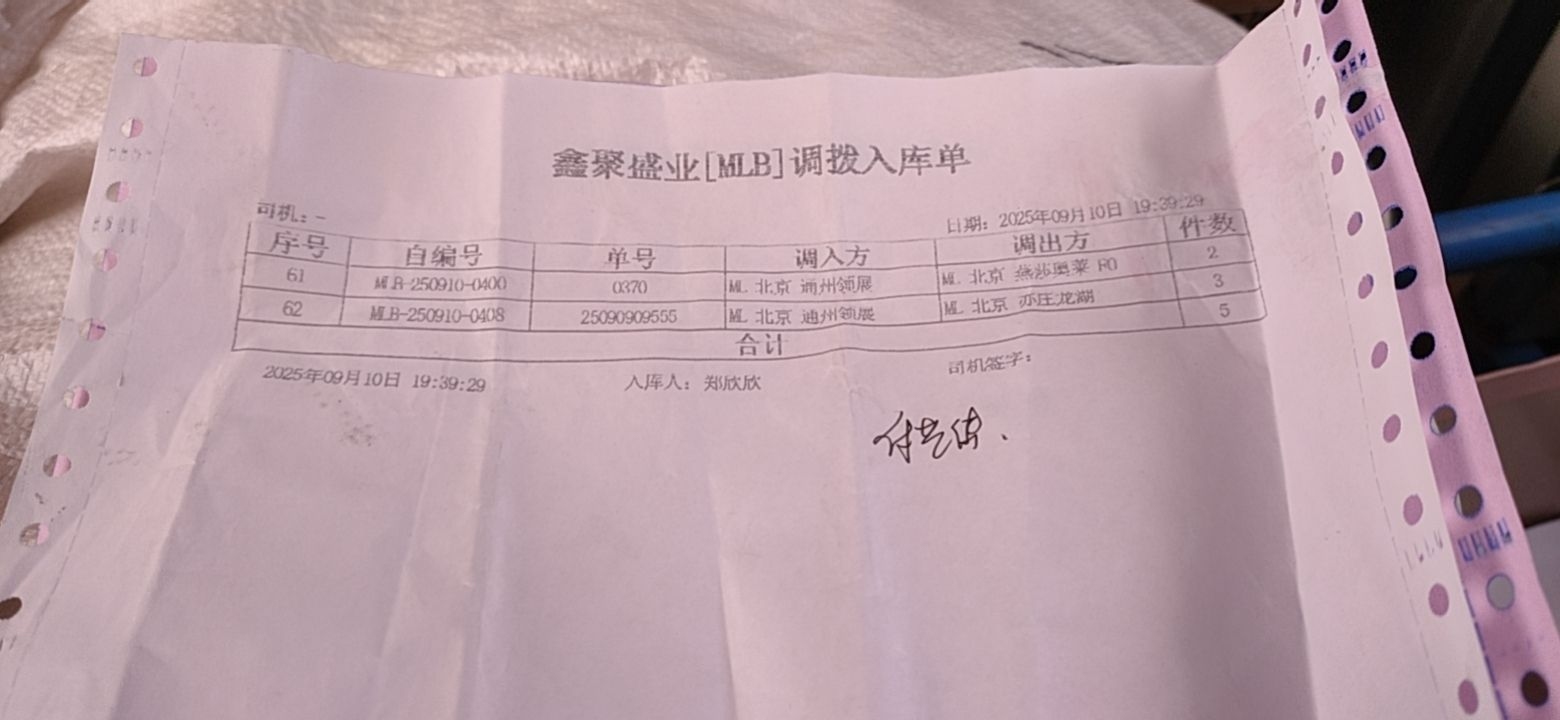 鑫聚盛业[MLB]调拨入库单
司机：- 日期：2025年09月10日 19:39:29
序号 自编号 单号 调入方 调出方 件数
61 MLB-250910-0400 0370 ML 北京 通州领展 ML 北京 燕莎奥莱 FO 2
62 MLB-250910-0408 25090909555 ML 北京 通州领展 ML 北京 亦庄龙湖 3
合计 5
2025年09月10日 19:39:29 入库人：郑欣欣 司机签字：